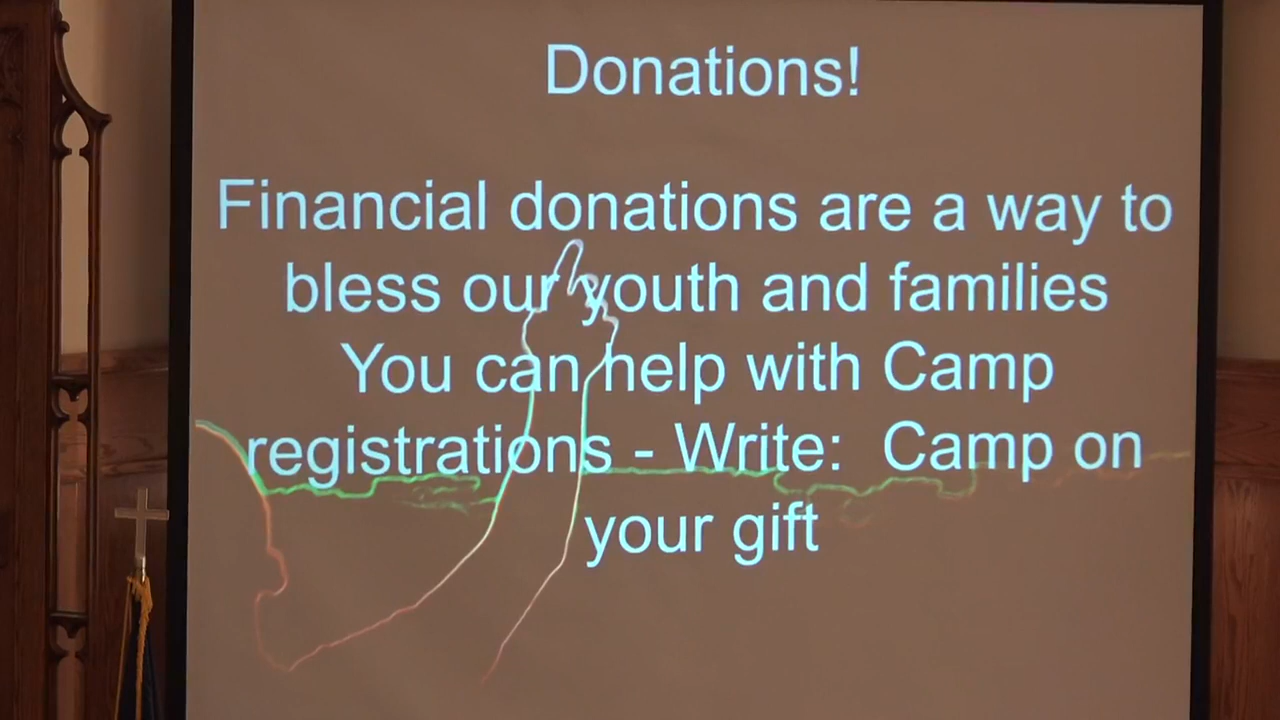 Donations!
Financial donations are a way to
bless our youth and families
You can help with Camp
registrations - Write:  Camp on
your gift